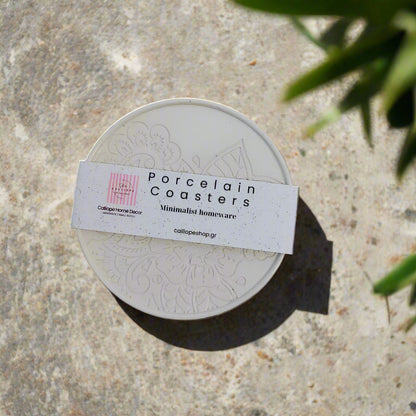 Porcelain
Coasters
Minimalist homeware
calliopeshop.gr
Calliope Home Decor